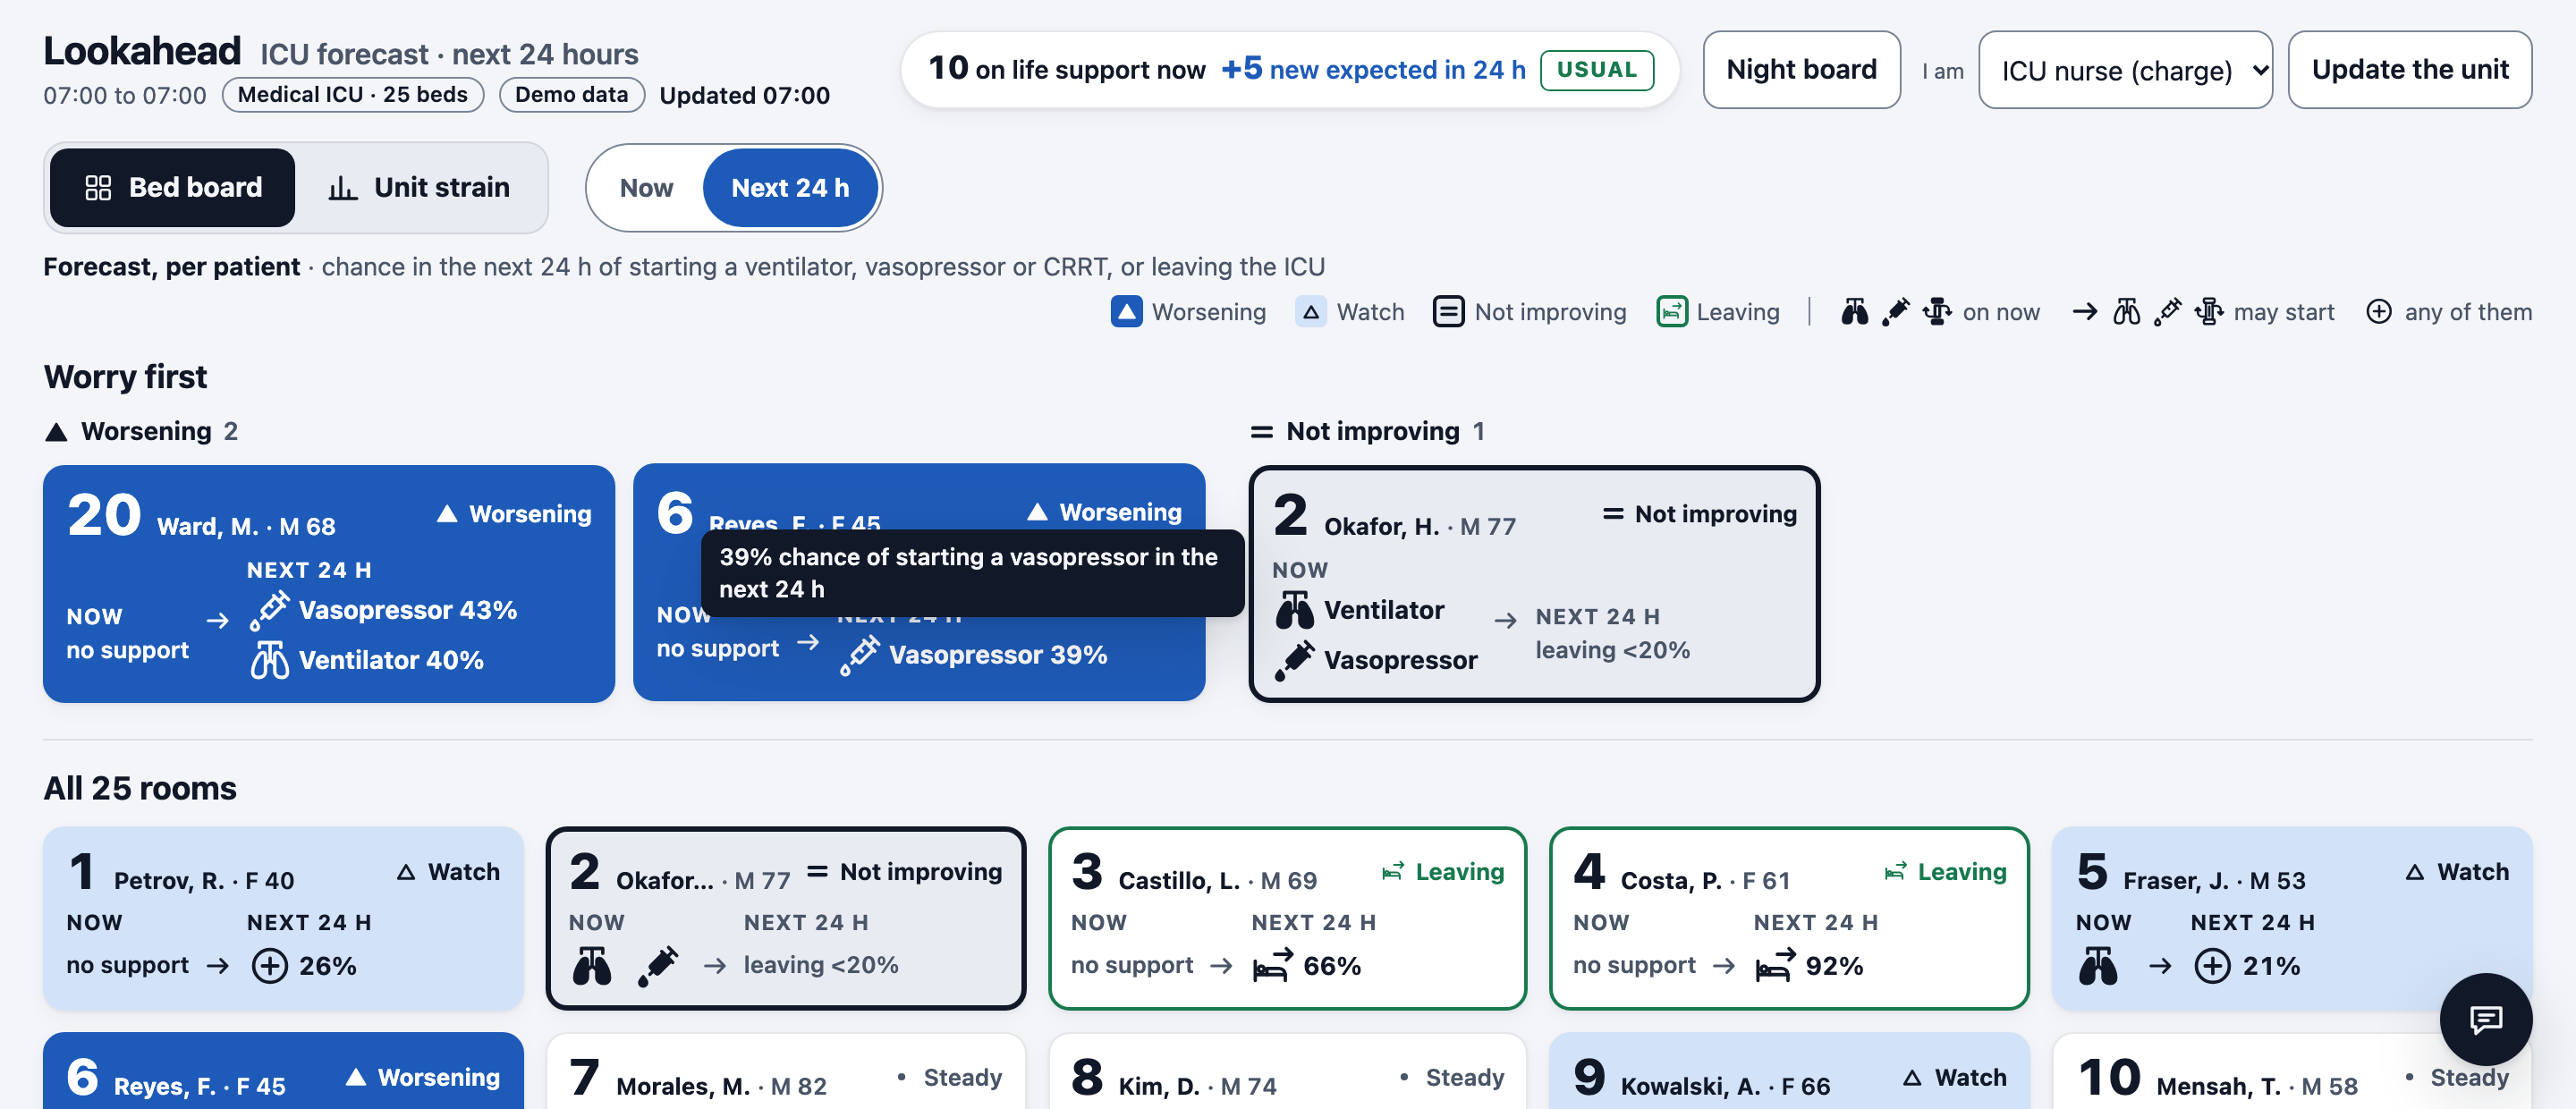 Lookahead ICU forecast · next 24 hours
07:00 to 07:00 Medical ICU · 25 beds Demo data Updated 07:00
10 on life support now +5 new expected in 24 h USUAL
Night board
I am ICU nurse (charge)
Update the unit
Bed board Unit strain
Now Next 24 h
Forecast, per patient · chance in the next 24 h of starting a ventilator, vasopressor or CRRT, or leaving the ICU
Worsening Watch Not improving Leaving on now → may start any of them
Worry first
Worsening 2
20 Ward, M. · M 68 Worsening
NOW
no support
→
NEXT 24 H
Vasopressor 43%
Ventilator 40%
6 Reyes, F. · F 45 Worsening
39% chance of starting a vasopressor in the
next 24 h
NOW
no support
→
NEXT 24 H
Vasopressor 39%
= Not improving 1
2 Okafor, H. · M 77 = Not improving
NOW
Ventilator
Vasopressor
→
NEXT 24 H
leaving <20%
All 25 rooms
1 Petrov, R. · F 40 Watch
NOW NEXT 24 H
no support → 26%
2 Okafor... · M 77 = Not improving
NOW NEXT 24 H
→ leaving <20%
3 Castillo, L. · M 69 Leaving
NOW NEXT 24 H
no support → 66%
4 Costa, P. · F 61 Leaving
NOW NEXT 24 H
no support → 92%
5 Fraser, J. · M 53 Watch
NOW NEXT 24 H
→ 21%
6 Reyes, F. · F 45 Worsening
7 Morales, M. · M 82 • Steady
8 Kim, D. · M 74 • Steady
9 Kowalski, A. · F 66 Watch
10 Mensah, T. · M 58 • Steady